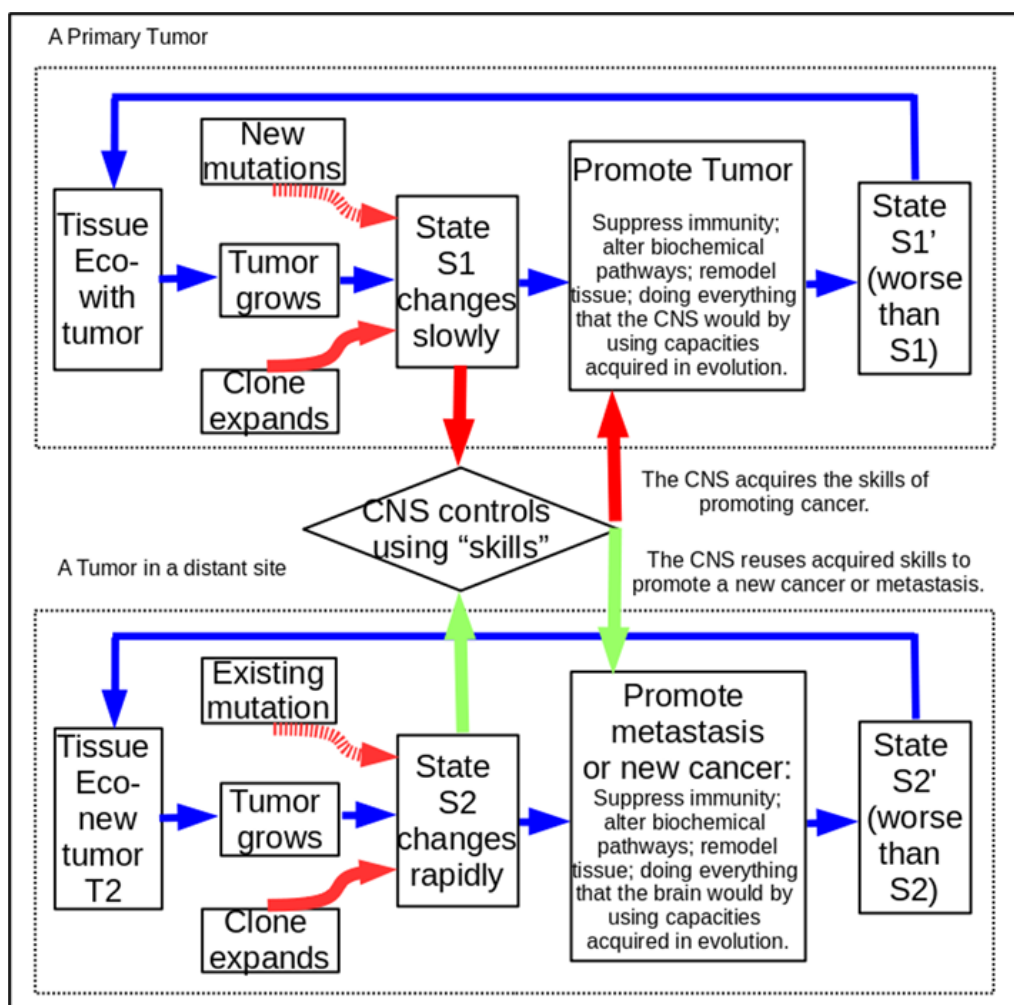 A Primary Tumor
New
mutations
Tissue
Eco-
with
tumor
Tumor
grows
Clone
expands
State
S1
changes
slowly
Promote Tumor
Suppress immunity;
alter biochemical
pathways; remodel
tissue; doing everything
that the CNS would by
using capacities
acquired in evolution.
State
S1’
(worse
than
S1)
CNS controls
using “skills”
The CNS acquires the skills of
promoting cancer.
The CNS reuses acquired skills to
promote a new cancer or metastasis.
A Tumor in a distant site
Existing
mutation
Tissue
Eco-
new
tumor
T2
Tumor
grows
Clone
expands
State
S2
changes
rapidly
Promote
metastasis
or new cancer:
Suppress immunity;
alter biochemical
pathways; remodel
tissue; doing everything
that the brain would by
using capacities
acquired in evolution.
State
S2'
(worse
than
S2)